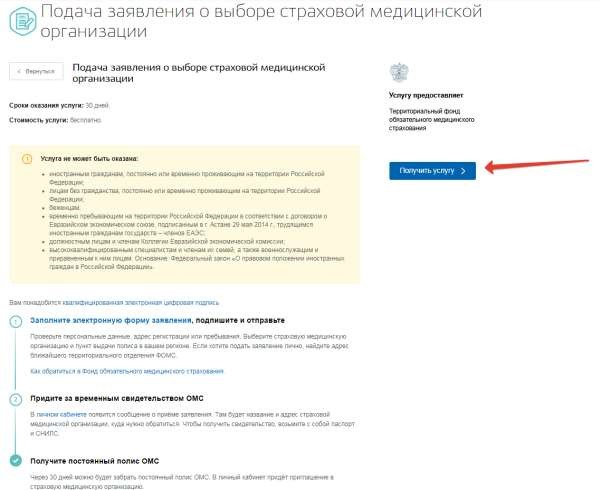 Подача заявления о выборе страховой медицинской
организации
Вернуться
Подача заявления о выборе страховой медицинской
организации
Сроки оказания услуги: 30 дней.
Стоимость услуги: бесплатно.
Услугу предоставляет
Территориальный фонд
обязательного медицинского
страхования
Получить услугу
Услуга не может быть оказана:
иностранным гражданам, постоянно или временно проживающим на территории Российской
Федерации;
лицам без гражданства, постоянно или временно проживающим на территории Российской
Федерации;
беженцам.
временно пребывающим на территории Российской Федерации в соответствии с договором о
Евразийском экономическом союзе, подписанным в г. Астане 29 мая 2014 г., трудящемся
иностранным гражданам государств – членов ЕАЭС;
должностным лицам и членам Коллегии Евразийской экономической комиссии;
высококвалифицированным специалистам и членам их семей; а также военнослужащим и
приравненным к ним лицам. Основание: Федеральный закон «О правовом положении иностранных
граждан в Российской Федерации».
Вам понадобится квалифицированная электронная цифровая подпись
1
Заполните электронную форму заявления, подпишите и отправьте
Проверьте персональные данные, адрес регистрации или пребывания. Выберите страховую медицинскую
организацию и пункт выдачи полиса в вашем регионе. Если хотите подать заявление лично, найдите адрес
ближайшего территориального отделения ФОМС.
Как обратиться в Фонд обязательного медицинского страхования.
2
Придите за временным свидетельством ОМС
В личном кабинете появится сообщение о приёме заявления. Там будет название и адрес страховой
медицинской организации, куда нужно обратиться. Чтобы получить свидетельство, возьмите с собой паспорт
и СНИЛС.
Получите постоянный полис ОМС
Через 30 дней можно будет забрать постоянный полис ОМС. В личный кабинет придёт приглашение в
страховую медицинскую организацию.